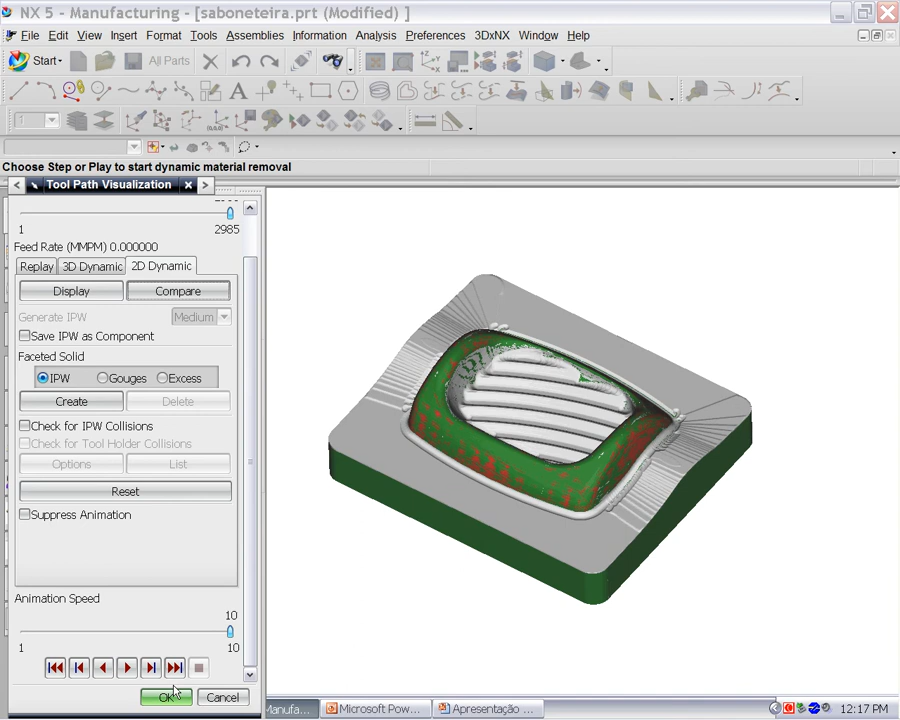 NX 5 - Manufacturing - [saboneteira.prt (Modified) ]
File Edit View Insert Format Tools Assemblies Information Analysis Preferences 3DxNX Window Help
Start All Parts
1
Choose Step or Play to start dynamic material removal
Tool Path Visualization
1 2985
Feed Rate (MMPM) 0.000000
Replay 3D Dynamic 2D Dynamic
Display Compare
Generate IPW Medium
Save IPW as Component
Faceted Solid
IPW Gouges Excess
Create Delete
Check for IPW Collisions
Check for Tool Holder Collisions
Options List
Reset
Suppress Animation
Animation Speed
10
1 10
OK Cancel
Manufa... Microsoft Pow... Apresentação ... 12:17 PM